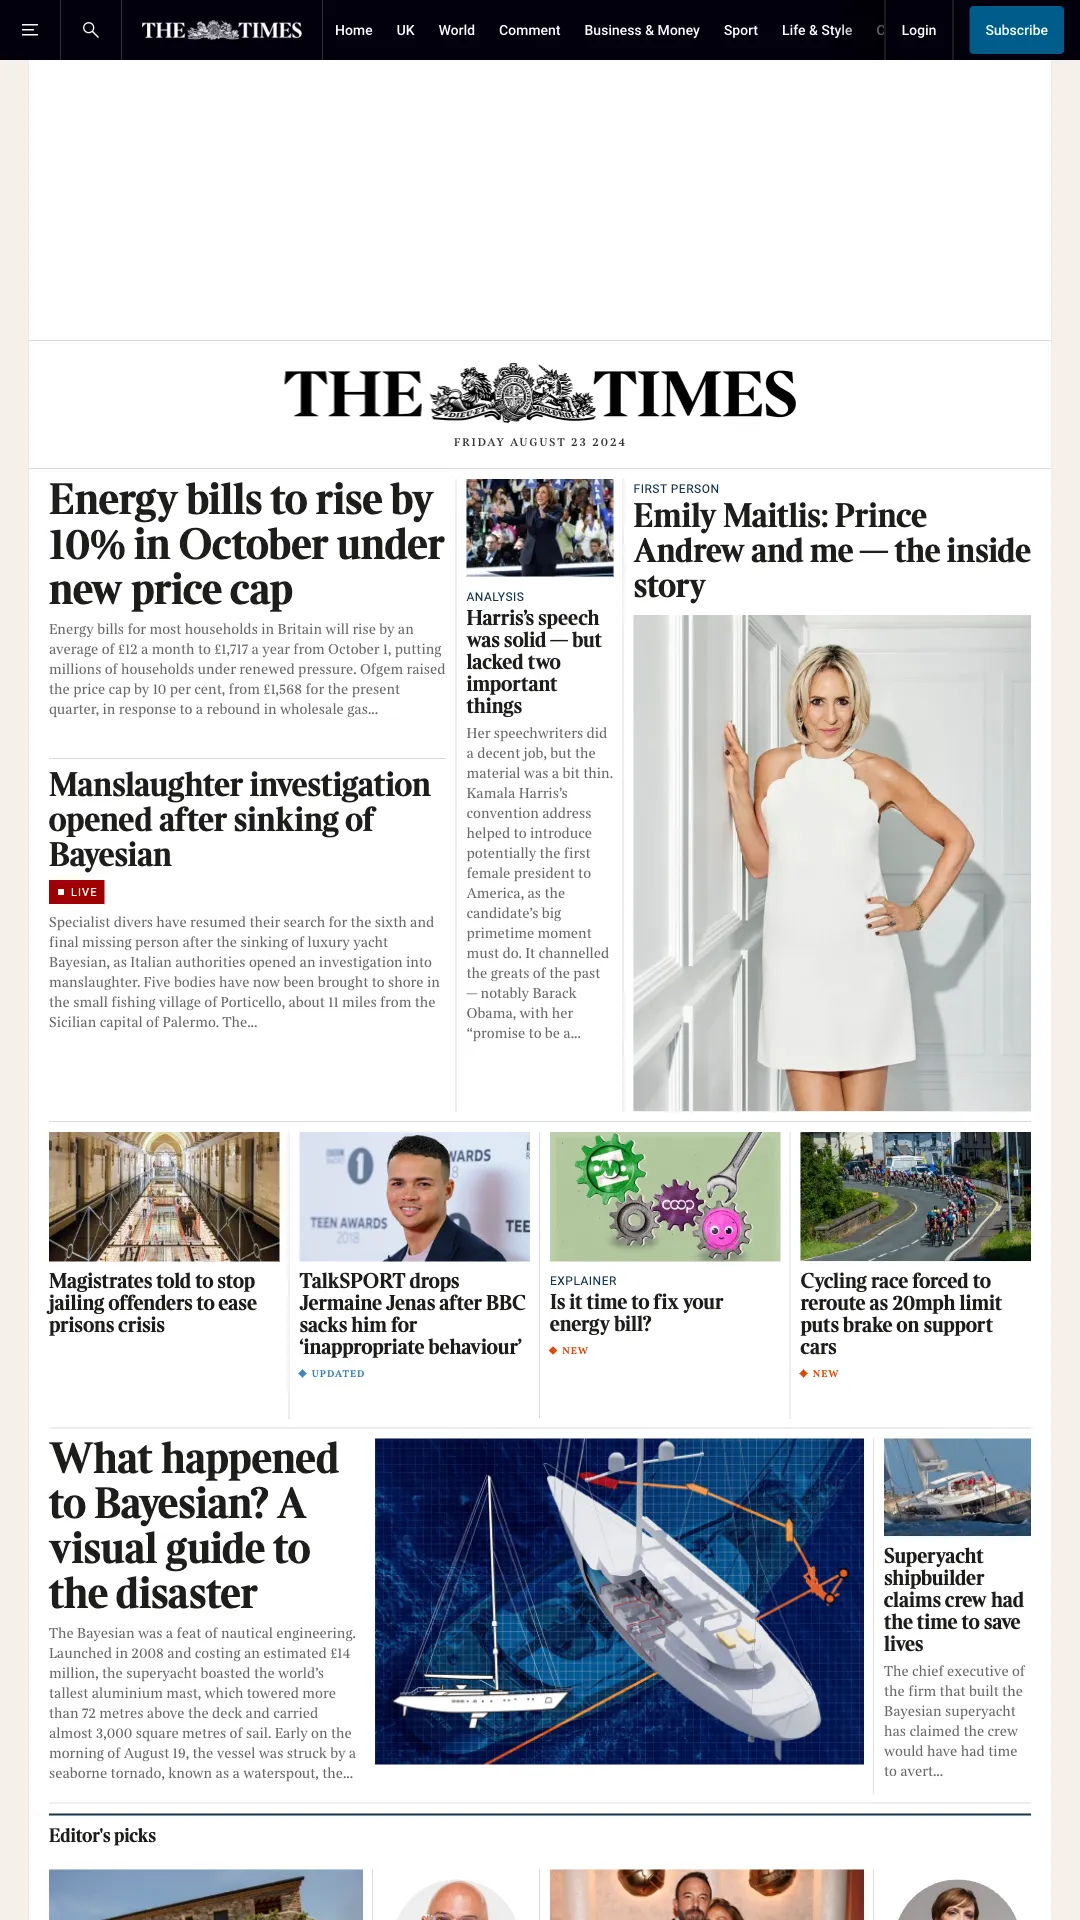 THE TIMES
Home UK World Comment Business & Money Sport Life & Style
Login
Subscribe
THE TIMES
DIEU ET MON DROIT
FRIDAY AUGUST 23 2024
Energy bills to rise by
10% in October under
new price cap
Energy bills for most households in Britain will rise by an
average of £12 a month to £1,717 a year from October 1, putting
millions of households under renewed pressure. Ofgem raised
the price cap by 10 per cent, from £1,568 for the present
quarter, in response to a rebound in wholesale gas...
Manslaughter investigation
opened after sinking of
Bayesian
LIVE
Specialist divers have resumed their search for the sixth and
final missing person after the sinking of luxury yacht
Bayesian, as Italian authorities opened an investigation into
manslaughter. Five bodies have now been brought to shore in
the small fishing village of Porticello, about 11 miles from the
Sicilian capital of Palermo. The...
ANALYSIS
Harris’s speech
was solid — but
lacked two
important
things
Her speechwriters did
a decent job, but the
material was a bit thin.
Kamala Harris’s
convention address
helped to introduce
potentially the first
female president to
America, as the
candidate’s big
primetime moment
must do. It channelled
the greats of the past
— notably Barack
Obama, with her
“promise to be a...
FIRST PERSON
Emily Maitlis: Prince
Andrew and me — the inside
story
Magistrates told to stop
jailing offenders to ease
prisons crisis
RADIO 1
TEEN AWARDS
2018
TalkSPORT drops
Jermaine Jenas after BBC
sacks him for
‘inappropriate behaviour’
UPDATED
coop
EXPLAINER
Is it time to fix your
energy bill?
NEW
Cycling race forced to
reroute as 20mph limit
puts brake on support
cars
NEW
What happened
to Bayesian? A
visual guide to
the disaster
The Bayesian was a feat of nautical engineering.
Launched in 2008 and costing an estimated £14
million, the superyacht boasted the world’s
tallest aluminium mast, which towered more
than 72 metres above the deck and carried
almost 3,000 square metres of sail. Early on the
morning of August 19, the vessel was struck by a
seaborne tornado, known as a waterspout, the...
Superyacht
shipbuilder
claims crew had
the time to save
lives
The chief executive of
the firm that built the
Bayesian superyacht
has claimed the crew
would have had time
to avert...
Editor's picks